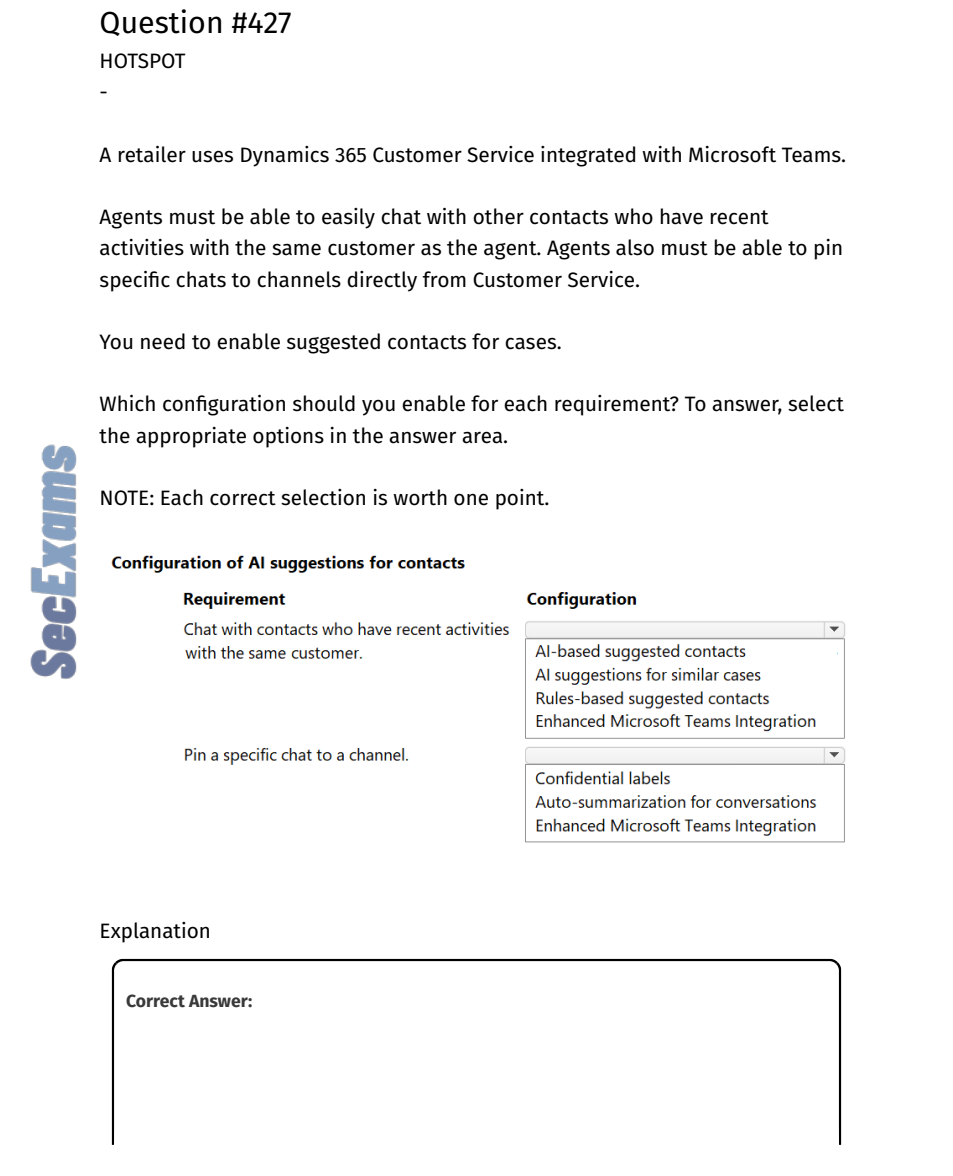 Question #427
HOTSPOT
-
A retailer uses Dynamics 365 Customer Service integrated with Microsoft Teams.
Agents must be able to easily chat with other contacts who have recent
activities with the same customer as the agent. Agents also must be able to pin
specific chats to channels directly from Customer Service.
You need to enable suggested contacts for cases.
Which configuration should you enable for each requirement? To answer, select
the appropriate options in the answer area.
NOTE: Each correct selection is worth one point.
SecExams
Configuration of AI suggestions for contacts
Requirement Configuration
Chat with contacts who have recent activities
with the same customer.
AI-based suggested contacts
AI suggestions for similar cases
Rules-based suggested contacts
Enhanced Microsoft Teams Integration
Pin a specific chat to a channel.
Confidential labels
Auto-summarization for conversations
Enhanced Microsoft Teams Integration
Explanation
Correct Answer: